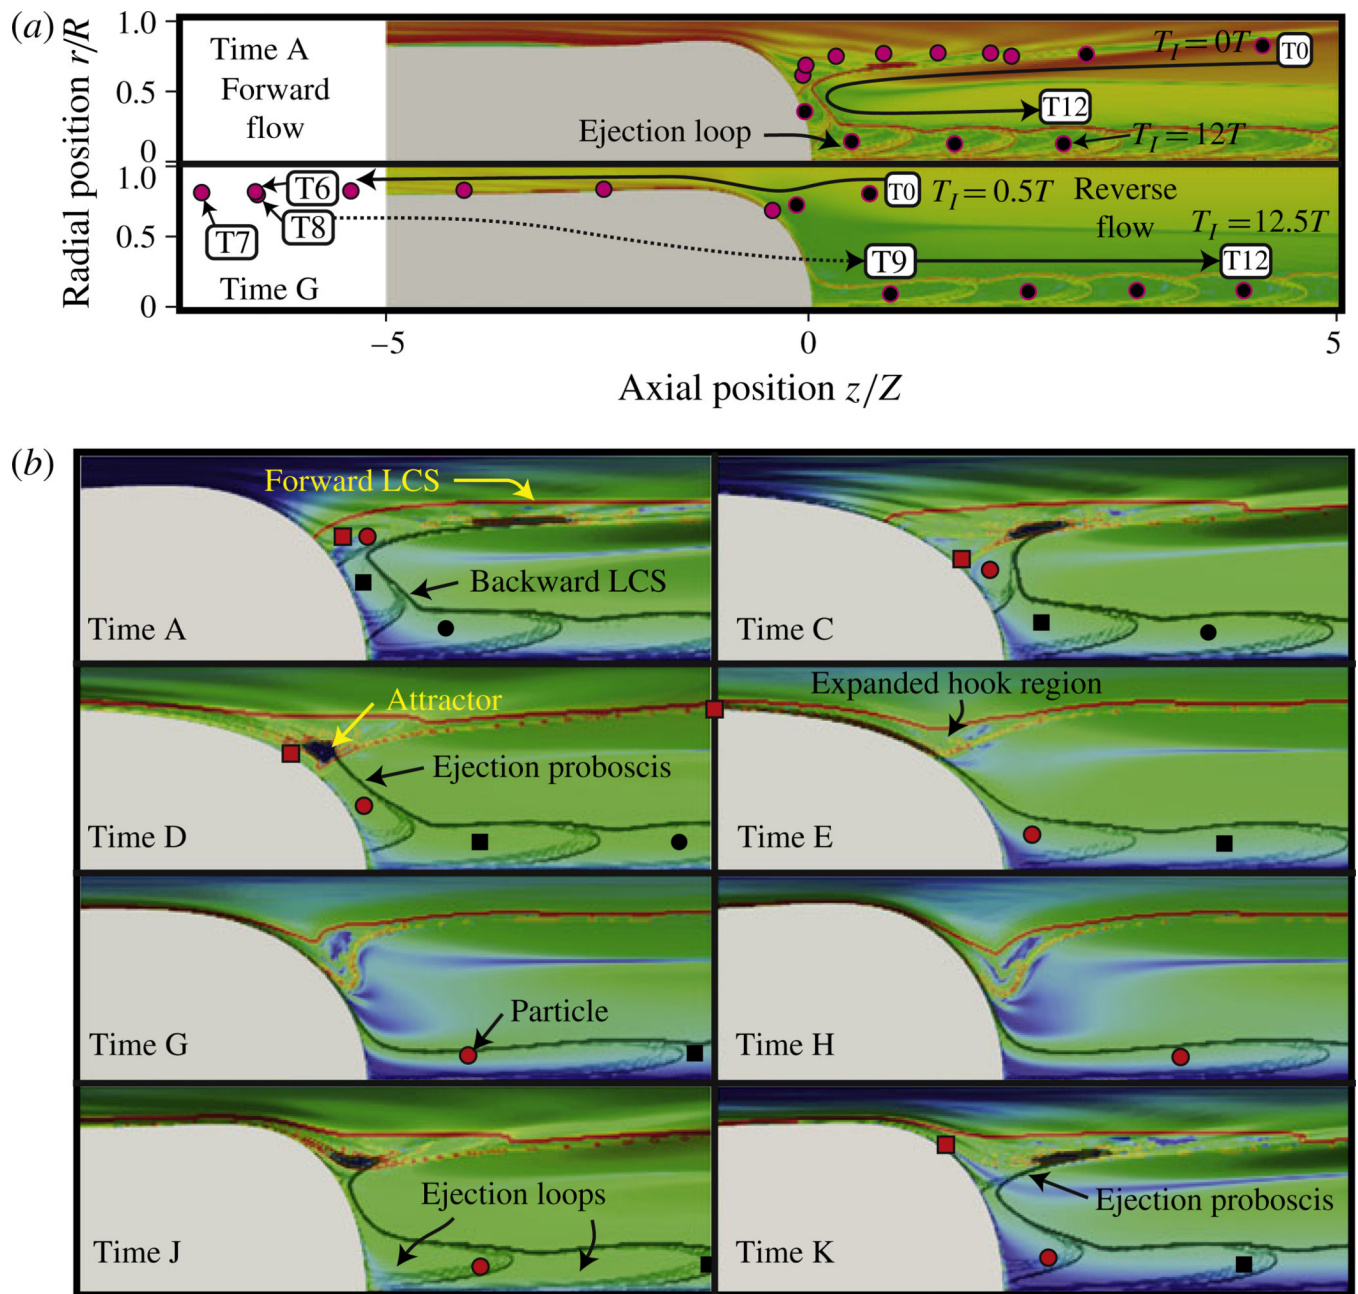 (a)
Radial position r/R
1.0
0.5
0
1.0
0.5
0
Time A
Forward
flow
T_I = 0T
T0
T12
Ejection loop
T_I = 12T
T6
T0
T_I = 0.5T
Reverse
flow
T7
T8
T_I = 12.5T
T9
T12
Time G
−5
0
5
Axial position z/Z
(b)
Forward LCS
Backward LCS
Time A
Time C
Attractor
Ejection proboscis
Time D
Expanded hook region
Time E
Particle
Time G
Time H
Ejection loops
Time J
Ejection proboscis
Time K